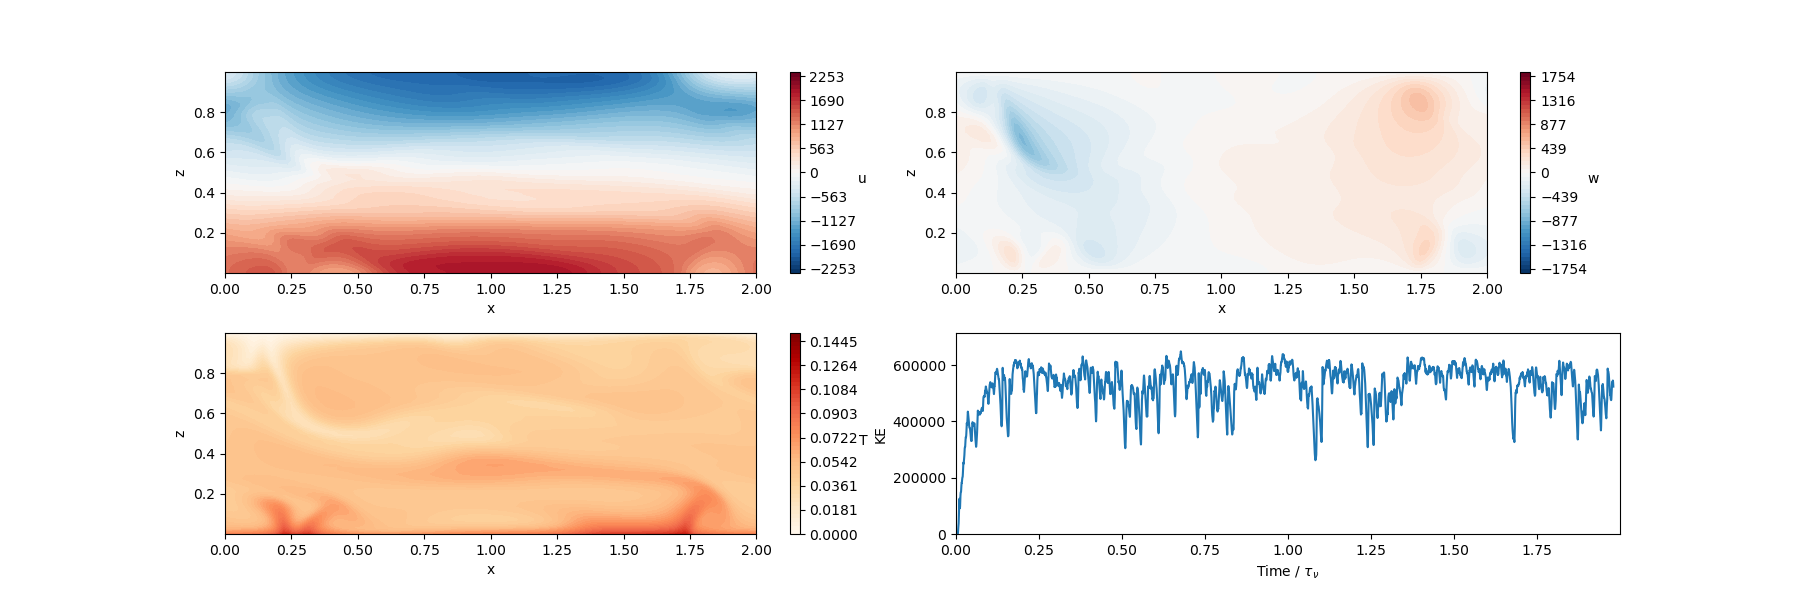 0.8
0.6
0.4
0.2
z
0.00 0.25 0.50 0.75 1.00 1.25 1.50 1.75 2.00
x
2253
1690
1127
563
0
−563
−1127
−1690
−2253
u
0.8
0.6
0.4
0.2
z
0.00 0.25 0.50 0.75 1.00 1.25 1.50 1.75 2.00
x
1754
1316
877
439
0
−439
−877
−1316
−1754
w
0.8
0.6
0.4
0.2
z
0.00 0.25 0.50 0.75 1.00 1.25 1.50 1.75 2.00
x
0.1445
0.1264
0.1084
0.0903
0.0722
0.0542
0.0361
0.0181
0.0000
T
600000
400000
200000
0
KE
0.00 0.25 0.50 0.75 1.00 1.25 1.50 1.75
Time / τν